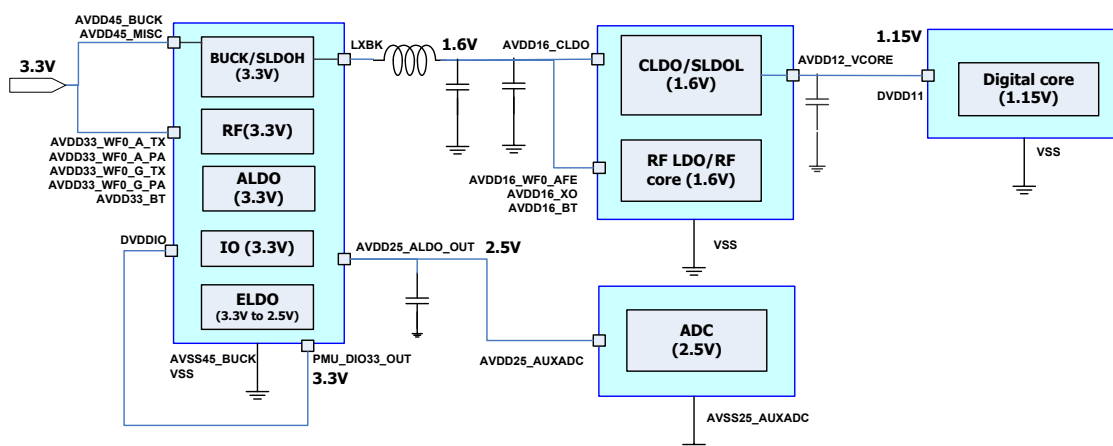 AVDD45_BUCK
AVDD45_MISC
3.3V
AVDD33_WF0_A_TX
AVDD33_WF0_A_PA
AVDD33_WF0_G_TX
AVDD33_WF0_G_PA
AVDD33_BT
DVDDIO
BUCK/SLDOH
(3.3V)
RF(3.3V)
ALDO
(3.3V)
IO (3.3V)
ELDO
(3.3V to 2.5V)
AVSS45_BUCK
VSS
PMU_DIO33_OUT
3.3V
LXBK
1.6V
AVDD16_CLDO
AVDD16_WF0_AFE
AVDD16_XO
AVDD16_BT
AVDD25_ALDO_OUT
2.5V
AVDD25_AUXADC
CLDO/SLDOL
(1.6V)
RF LDO/RF
core (1.6V)
VSS
ADC
(2.5V)
AVSS25_AUXADC
1.15V
AVDD12_VCORE
DVDD11
Digital core
(1.15V)
VSS